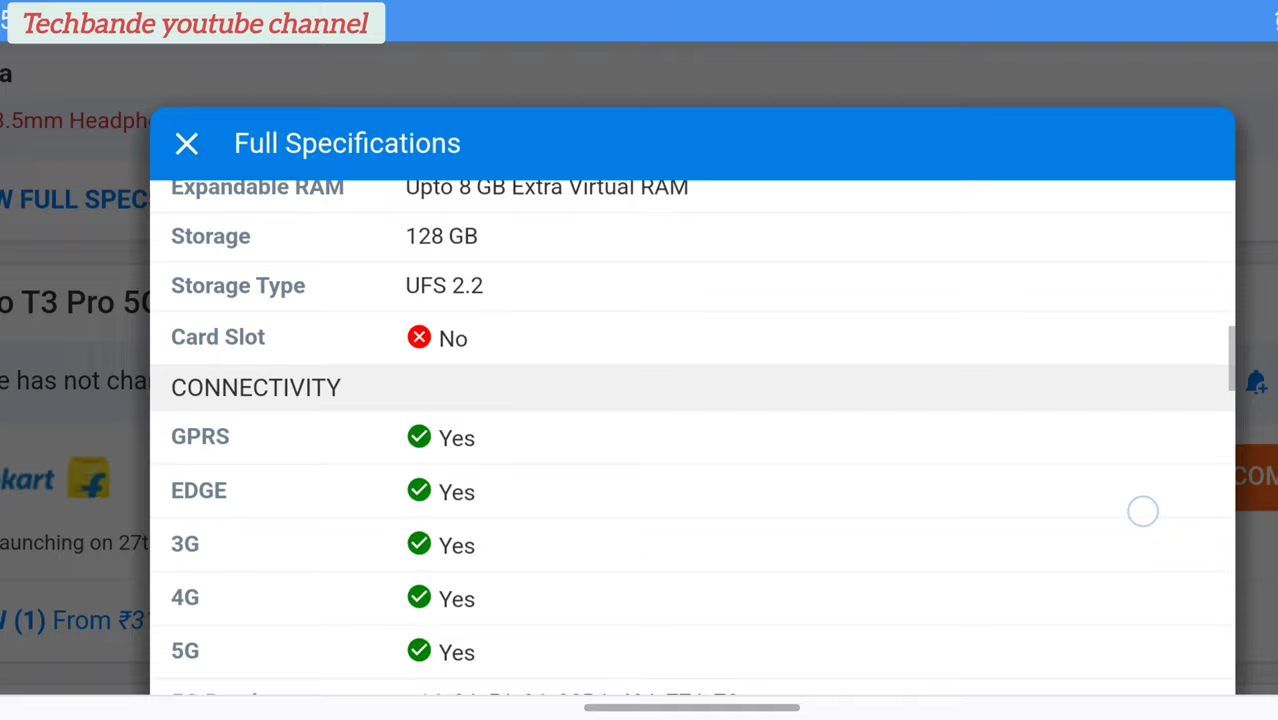 Techbande youtube channel
a
3.5mm Headph
W FULL SPECS
Full Specifications
Expandable RAM Upto 8 GB Extra Virtual RAM
Storage 128 GB
Storage Type UFS 2.2
Card Slot No
CONNECTIVITY
GPRS Yes
EDGE Yes
3G Yes
4G Yes
5G Yes
o T3 Pro 5G
e has not cha
kart
COM
aunching on 27t
(1) From ₹3